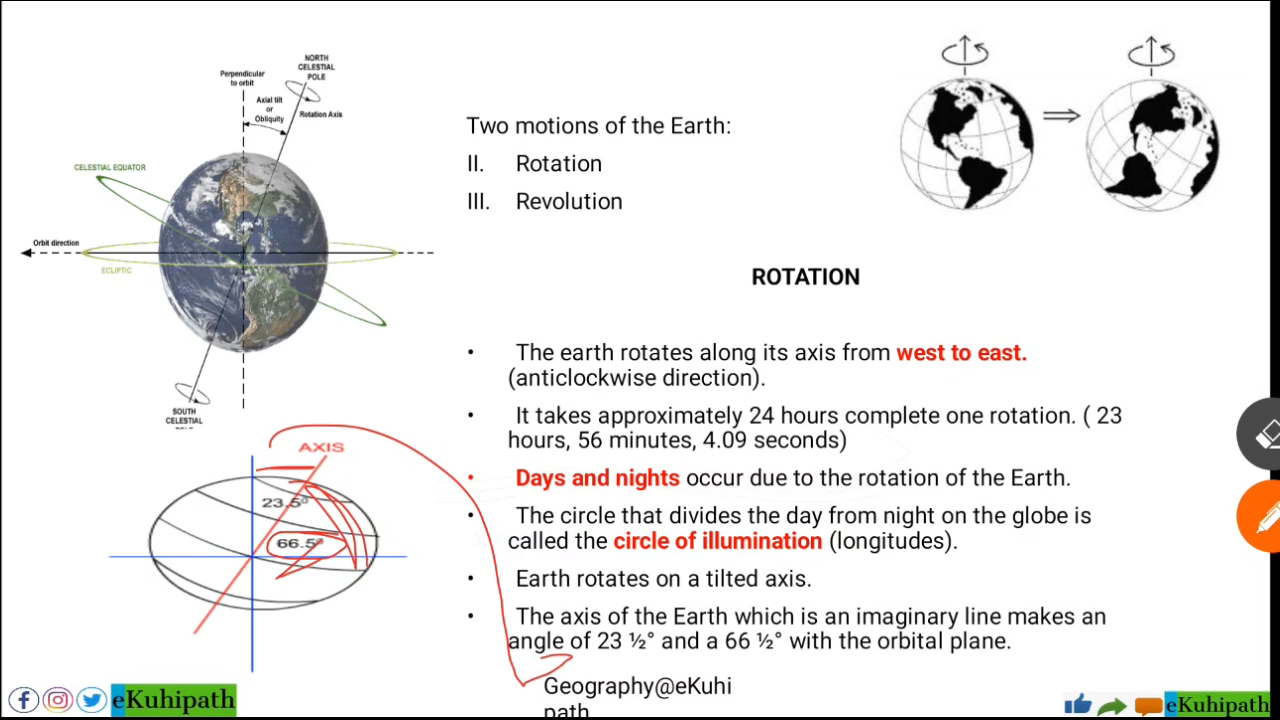 NORTH
CELESTIAL
POLE
Perpendicular
to orbit
Axial tilt
or
Obliquity
Rotation Axis
CELESTIAL EQUATOR
Orbit direction
ECLIPTIC
SOUTH
CELESTIAL
Two motions of the Earth:
II. Rotation
III. Revolution
ROTATION
• The earth rotates along its axis from west to east.
(anticlockwise direction).
• It takes approximately 24 hours complete one rotation. ( 23
hours, 56 minutes, 4.09 seconds)
• Days and nights occur due to the rotation of the Earth.
• The circle that divides the day from night on the globe is
called the circle of illumination (longitudes).
• Earth rotates on a tilted axis.
• The axis of the Earth which is an imaginary line makes an
angle of 23 ½° and a 66 ½° with the orbital plane.
AXIS
23.5°
66.5°
Geography@eKuhi
path
eKuhipath
eKuhipath